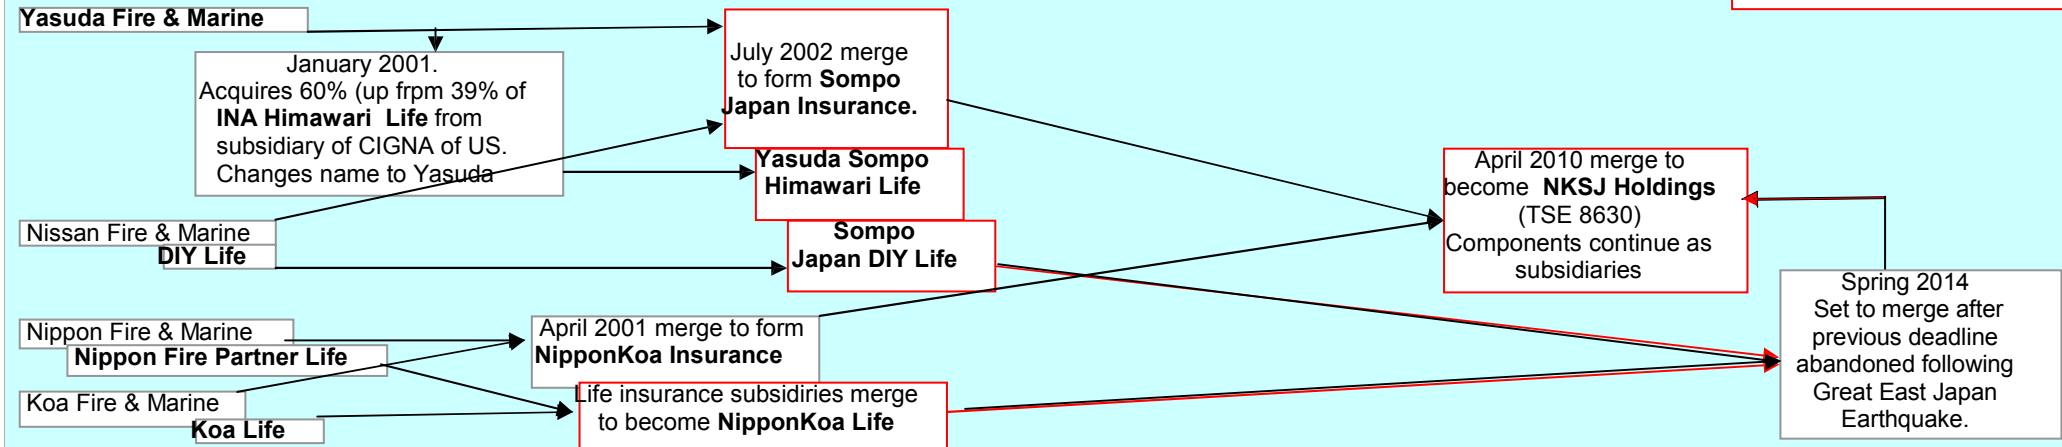 Yasuda Fire & Marine
January 2001.
Acquires 60% (up frpm 39% of
INA Himawari Life from
subsidiary of CIGNA of US.
Changes name to Yasuda
July 2002 merge
to form Sompo
Japan Insurance.
Yasuda Sompo
Himawari Life
Nissan Fire & Marine
DIY Life
Sompo
Japan DIY Life
April 2010 merge to
become NKSJ Holdings
(TSE 8630)
Components continue as
subsidiaries
Nippon Fire & Marine
Nippon Fire Partner Life
April 2001 merge to form
NipponKoa Insurance
Koa Fire & Marine
Koa Life
Life insurance subsidiries merge
to become NipponKoa Life
Spring 2014
Set to merge after
previous deadline
abandoned following
Great East Japan
Earthquake.